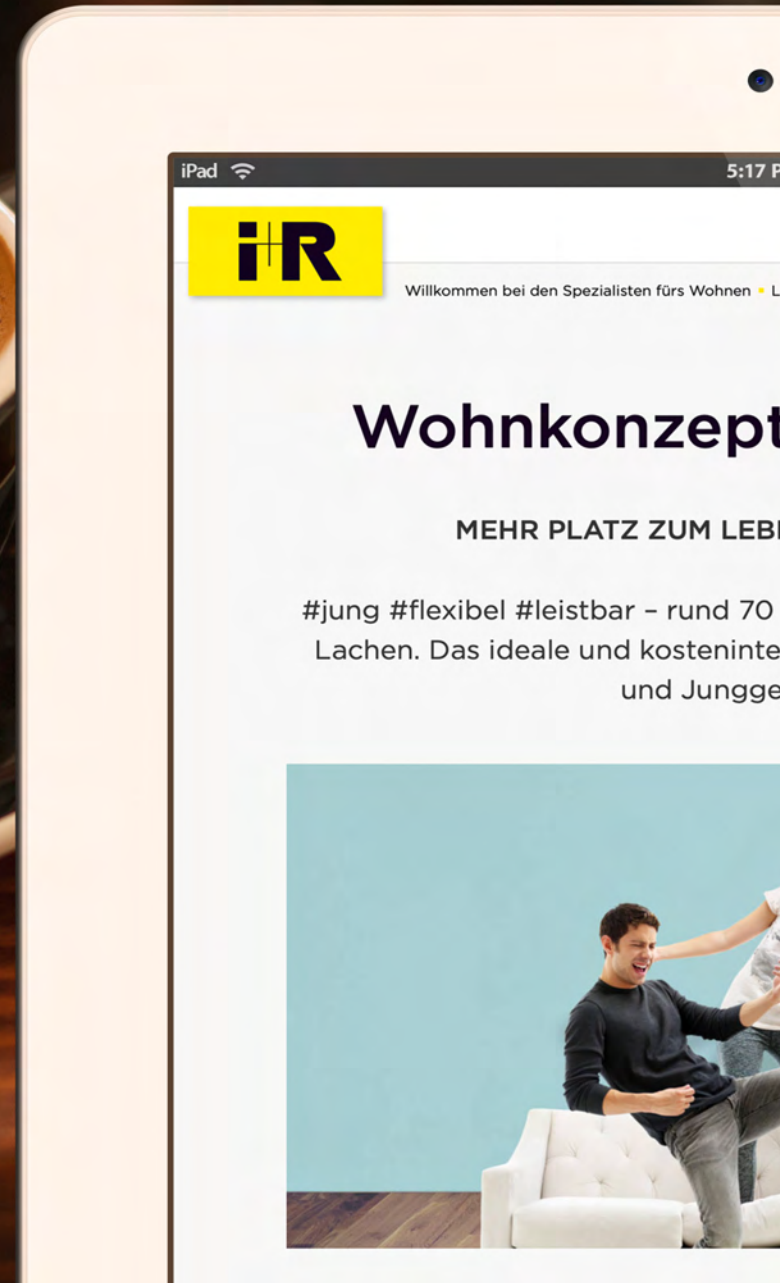 iPad
5:17 P
i+R
Willkommen bei den Spezialisten fürs Wohnen • L
Wohnkonzept
MEHR PLATZ ZUM LEB
#jung #flexibel #leistbar – rund 70
Lachen. Das ideale und kosteninte
und Jungge